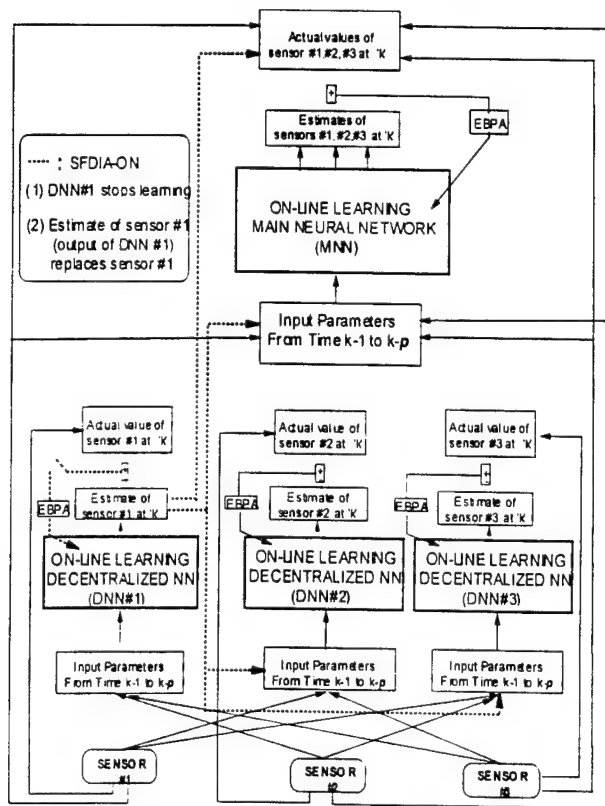 Actual values of
sensor #1,#2,#3 at 'K
+
Estimates of
sensors #1,#2,#3 at 'K
EBPA
: SFDIA-ON
(1) DNN#1 stops learning
(2) Estimate of sensor #1
(output of DNN #1)
replaces sensor #1
ON-LINE LEARNING
MAIN NEURAL NETWORK
(MNN)
Input Parameters
From Time k-1 to k-p
Actual value of
sensor #1 at 'K
Actual value of
sensor #2 at 'K
Actual value of
sensor #3 at 'K
EBPA
Estimate of
sensor #1 at 'K
+
EBPA
Estimate of
sensor #2 at 'K
+
EBPA
Estimate of
sensor #3 at 'K
ON-LINE LEARNING
DECENTRALIZED NN
(DNN#1)
ON-LINE LEARNING
DECENTRALIZED NN
(DNN#2)
ON-LINE LEARNING
DECENTRALIZED NN
(DNN#3)
Input Parameters
From Time k-1 to k-p
Input Parameters
From Time k-1 to k-p
Input Parameters
From Time k-1 to k-p
SENSOR
#1
SENSOR
SENSOR